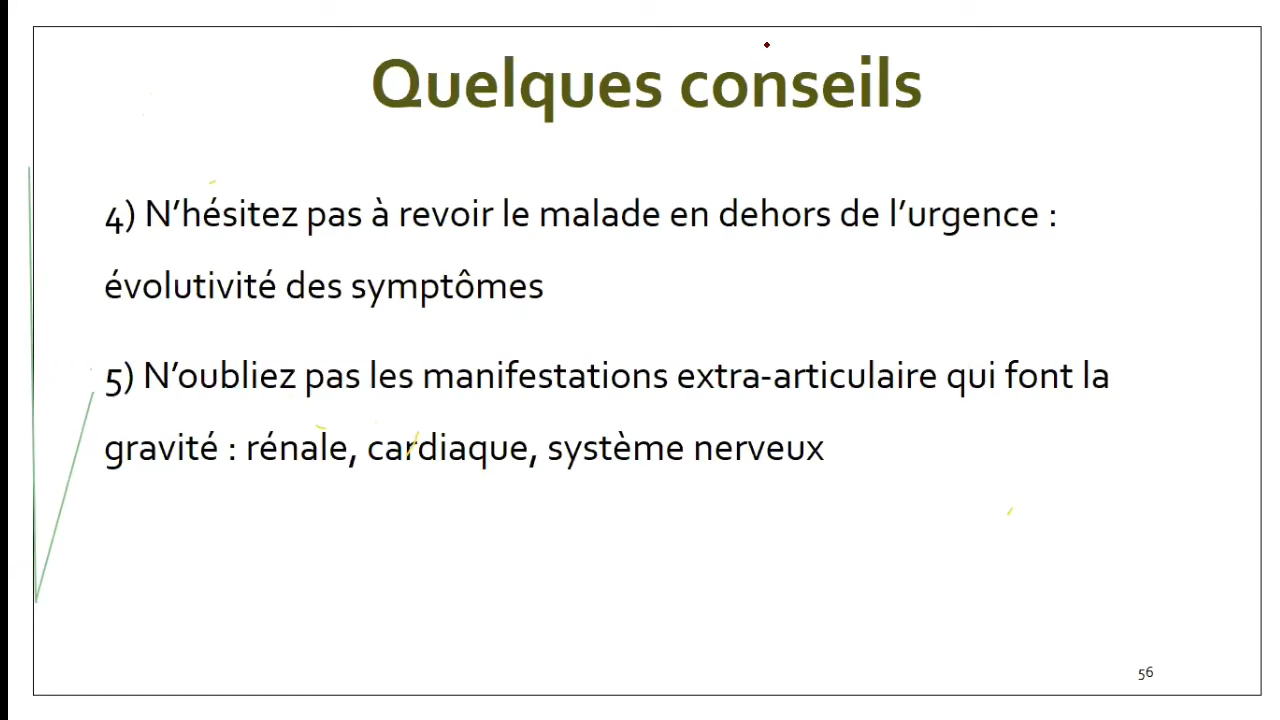 Quelques conseils
4) N’hésitez pas à revoir le malade en dehors de l’urgence :
évolutivité des symptômes
5) N’oubliez pas les manifestations extra-articulaire qui font la
gravité : rénale, cardiaque, système nerveux
56